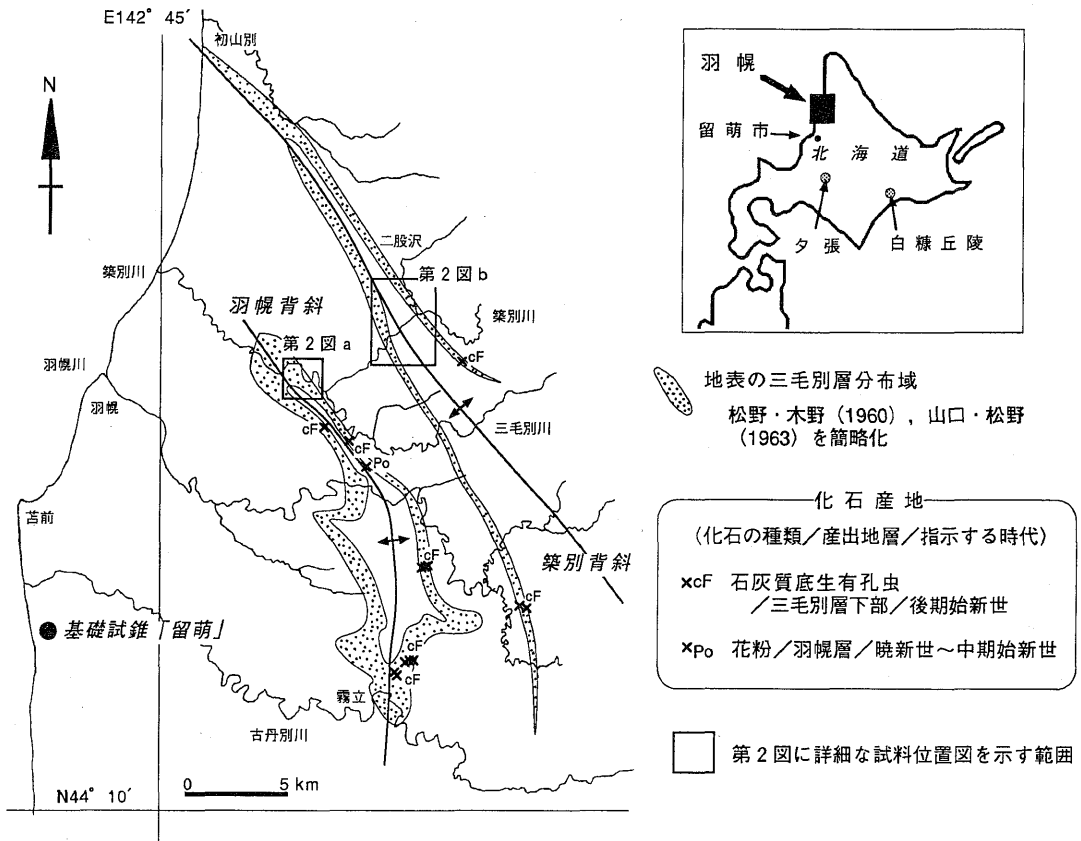 E142° 45′
初山別
N
二股沢
築別川
第2図b
羽幌背斜
築別川
第2図a
cF
羽幌川
羽幌
cF
cF
三毛別川
Po
苫前
cF
築別背斜
cF
基礎試錐「留萌」
cF
cF
霧立
古丹別川
0 5 km
N44° 10′
羽幌
留萌市
北海道
夕張
白糠丘陵
地表の三毛別層分布域
松野・木野(1960),山口・松野
(1963)を簡略化
化石産地
(化石の種類/産出地層/指示する時代)
×cF 石灰質底生有孔虫
/三毛別層下部/後期始新世
×Po 花粉/羽幌層/暁新世~中期始新世
第2図に詳細な試料位置図を示す範囲